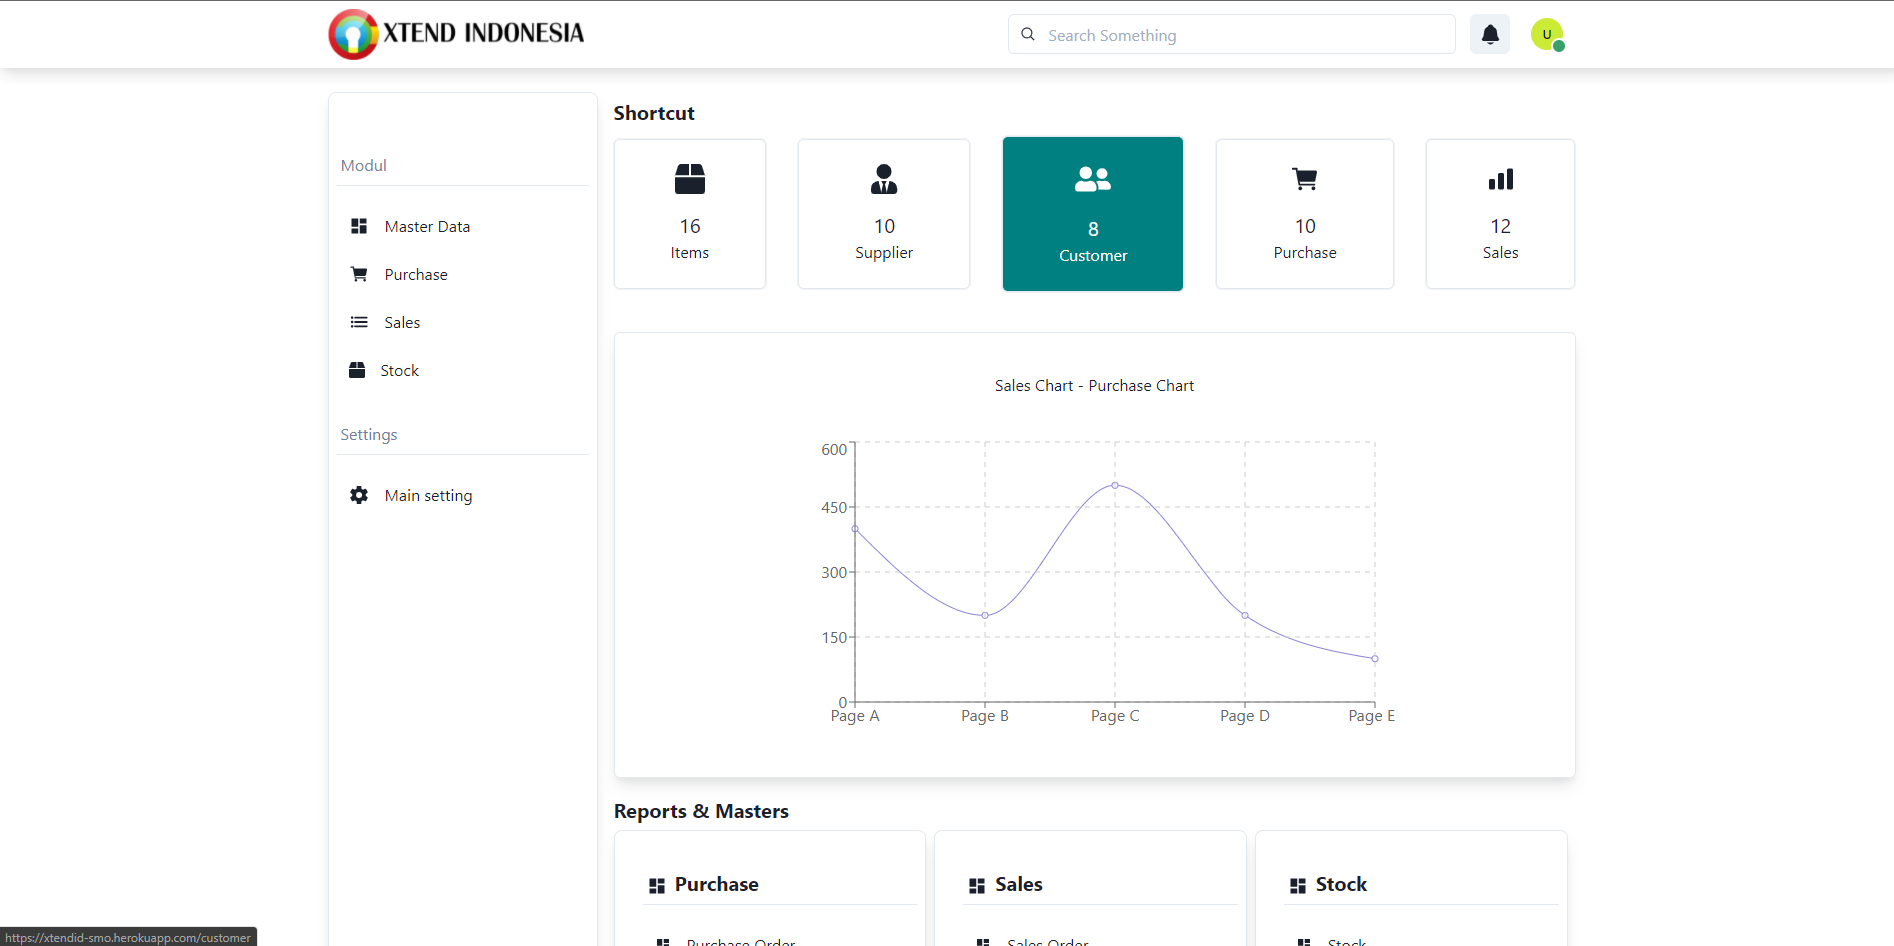 XTEND INDONESIA
Search Something
U
Modul
Master Data
Purchase
Sales
Stock
Settings
Main setting
Shortcut
16
Items
10
Supplier
8
Customer
10
Purchase
12
Sales
Sales Chart - Purchase Chart
600
450
300
150
0
Page A Page B Page C Page D Page E
Reports & Masters
Purchase
Purchase Order
Sales
Sales Order
Stock
Stock
https://xtendid-smo.herokuapp.com/customer